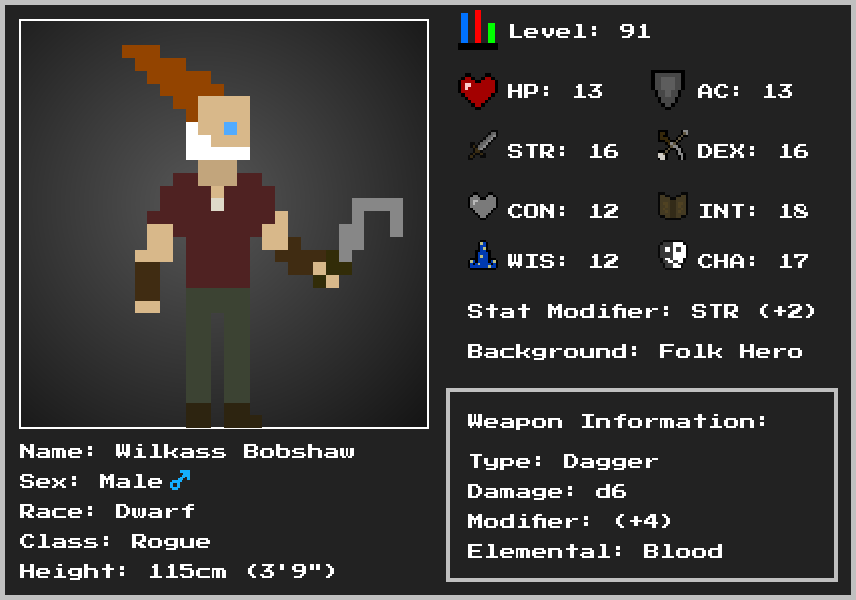 Level: 91
HP: 13 AC: 13
STR: 16 DEX: 16
CON: 12 INT: 18
WIS: 12 CHA: 17
Stat Modifier: STR (+2)
Background: Folk Hero
Weapon Information:
Type: Dagger
Damage: d6
Modifier: (+4)
Elemental: Blood
Name: Wilkass Bobshaw
Sex: Male ♂
Race: Dwarf
Class: Rogue
Height: 115cm (3'9")